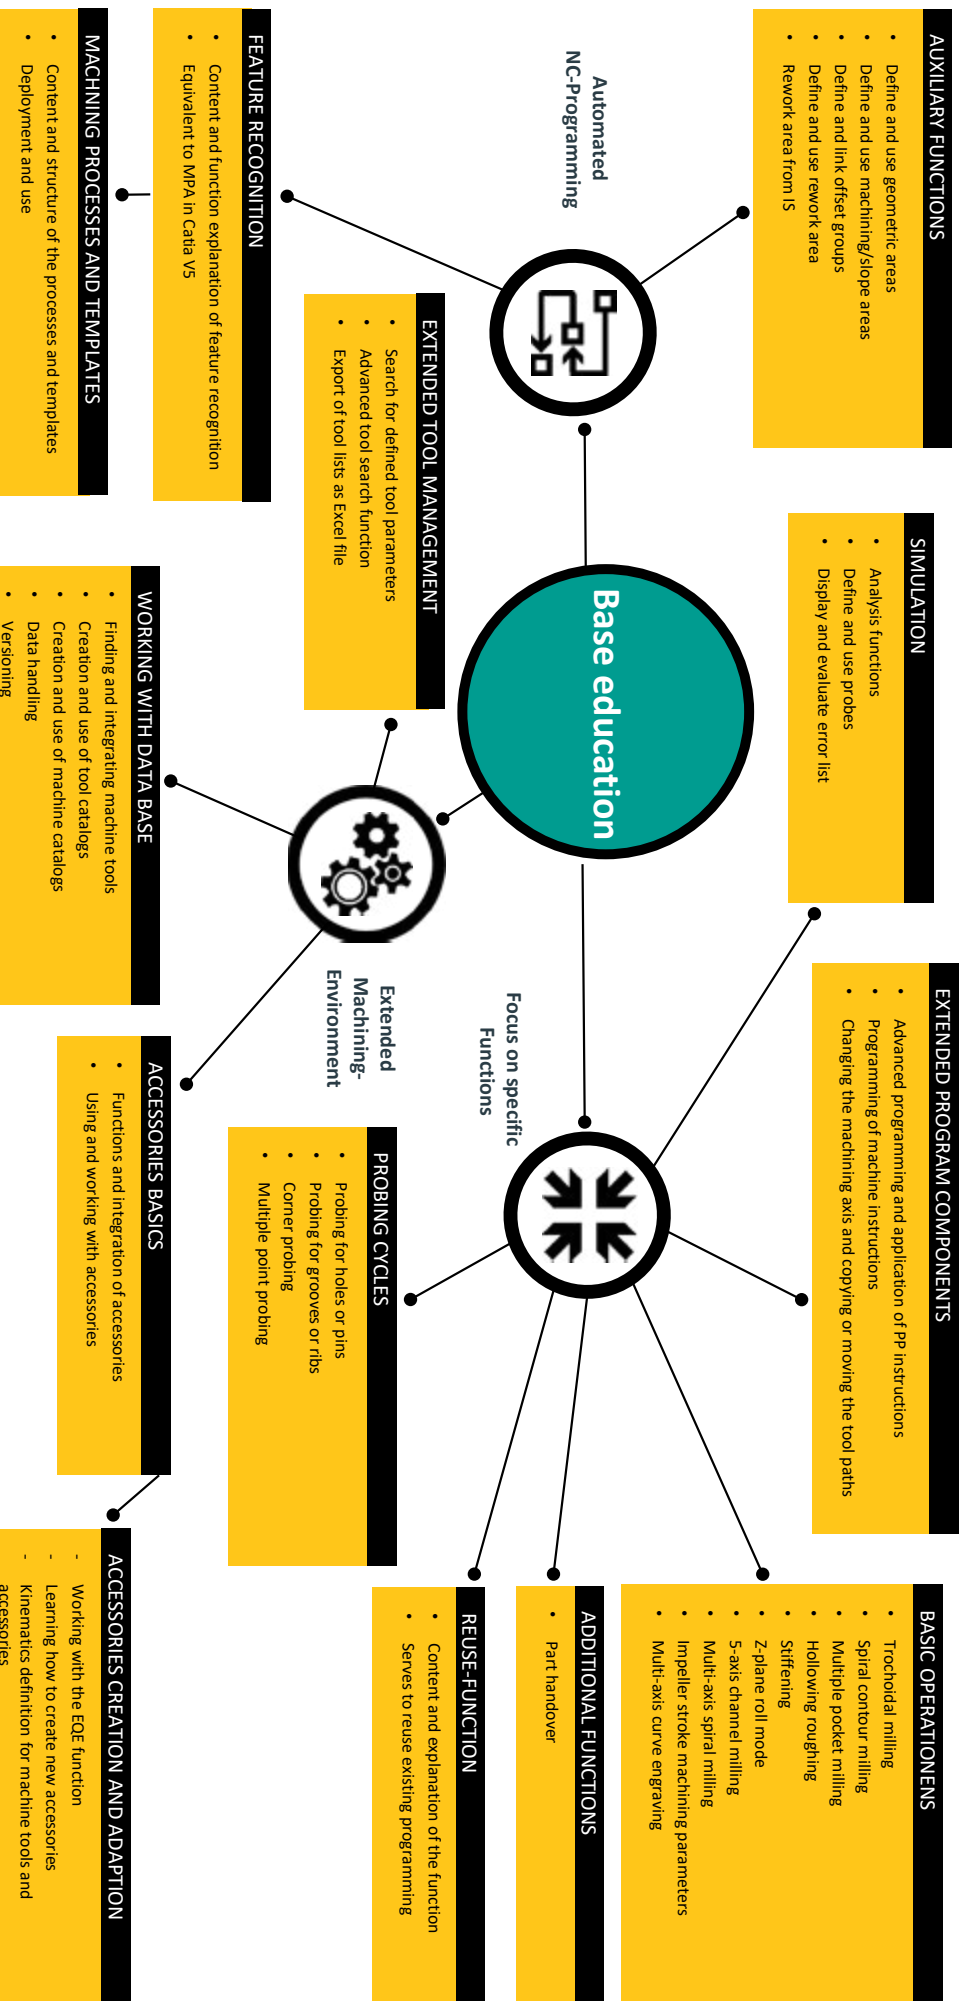 AUXILIARY FUNCTIONS
• Define and use geometric areas
• Define and use machining/slope areas
• Define and link offset groups
• Define and use rework area
• Rework area from IS
SIMULATION
• Analysis functions
• Define and use probes
• Display and evaluate error list
EXTENDED PROGRAM COMPONENTS
• Advanced programming and application of PP instructions
• Programming of machine instructions
• Changing the machining axis and copying or moving the tool paths
BASIC OPERATIONENS
• Trochoidal milling
• Spiral contour milling
• Multiple pocket milling
• Hollowing roughing
• Stiffening
• Z-plane roll mode
• 5-axis channel milling
• Multi-axis spiral milling
• Impeller stroke machining parameters
• Multi-axis curve engraving
Automated
NC-Programming
Base education
Focus on specific
Functions
ADDITIONAL FUNCTIONS
• Part handover
REUSE-FUNCTION
• Content and explanation of the function
• Serves to reuse existing programming
EXTENDED TOOL MANAGEMENT
• Search for defined tool parameters
• Advanced tool search function
• Export of tool lists as Excel file
Extended
Machining-
Environment
PROBING CYCLES
• Probing for holes or pins
• Probing for grooves or ribs
• Corner probing
• Multiple point probing
FEATURE RECOGNITION
• Content and function explanation of feature recognition
• Equivalent to MPA in Catia V5
MACHNING PROCESSES AND TEMPLATES
• Content and structure of the processes and templates
• Deployment and use
WORKING WITH DATA BASE
• Finding and integrating machine tools
• Creation and use of tool catalogs
• Creation and use of machine catalogs
• Data handling
• Versioning
ACCESSORIES BASICS
• Functions and integration of accessories
• Using and working with accessories
ACCESSORIES CREATION AND ADAPTION
- Working with the EQE function
- Learning how to create new accessories
- Kinematics definition for machine tools and
accessories